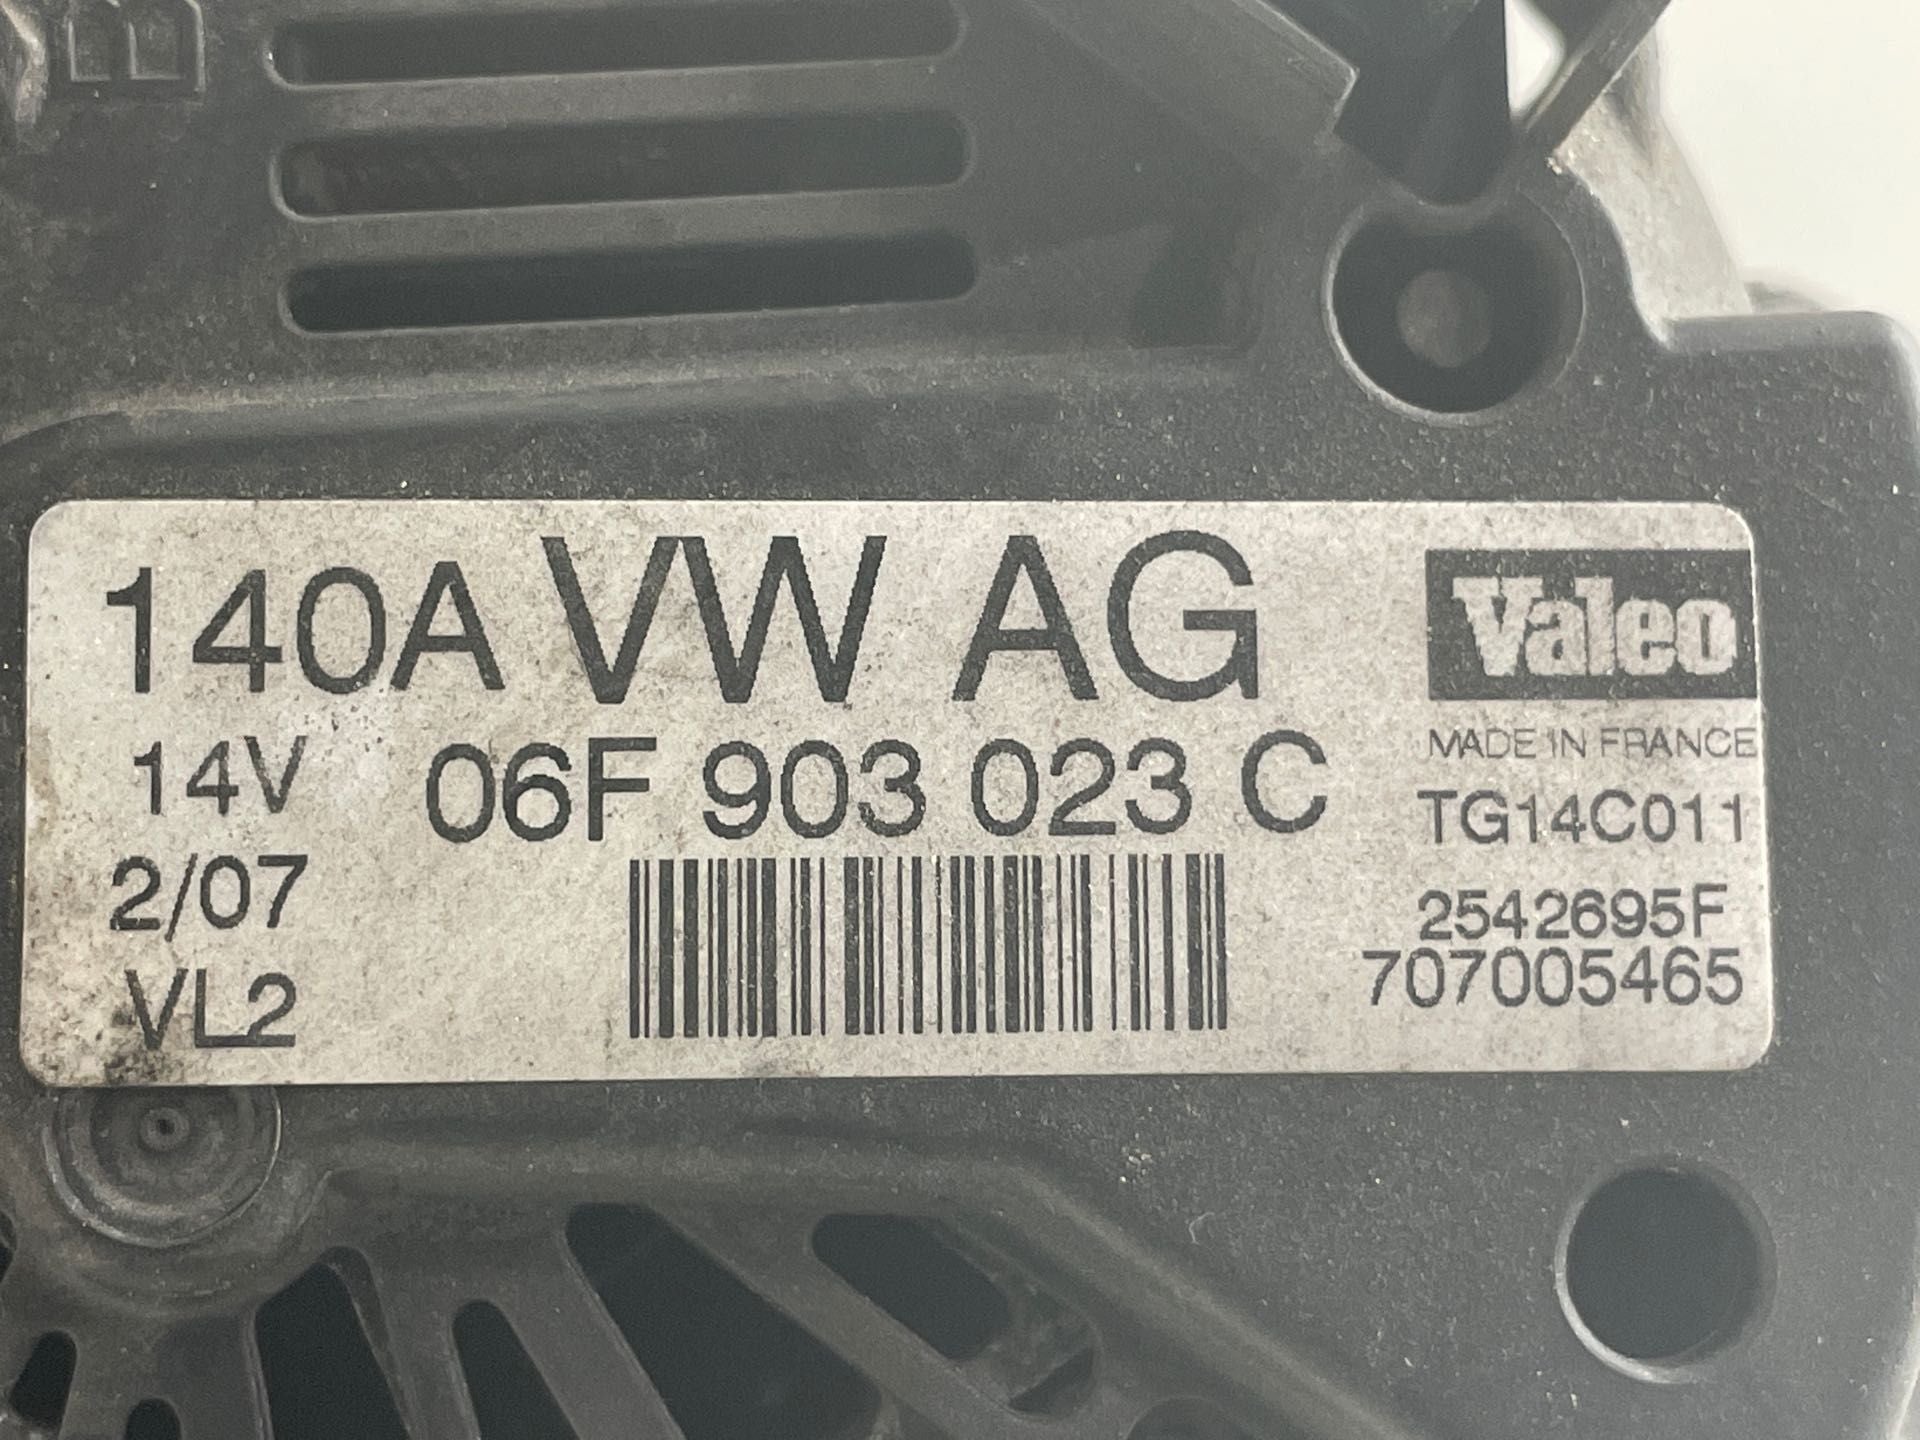 B
140A VW AG
Valeo
MADE IN FRANCE
14V 06F 903 023 C
TG14C011
2/07
2542695F
707005465
VL2